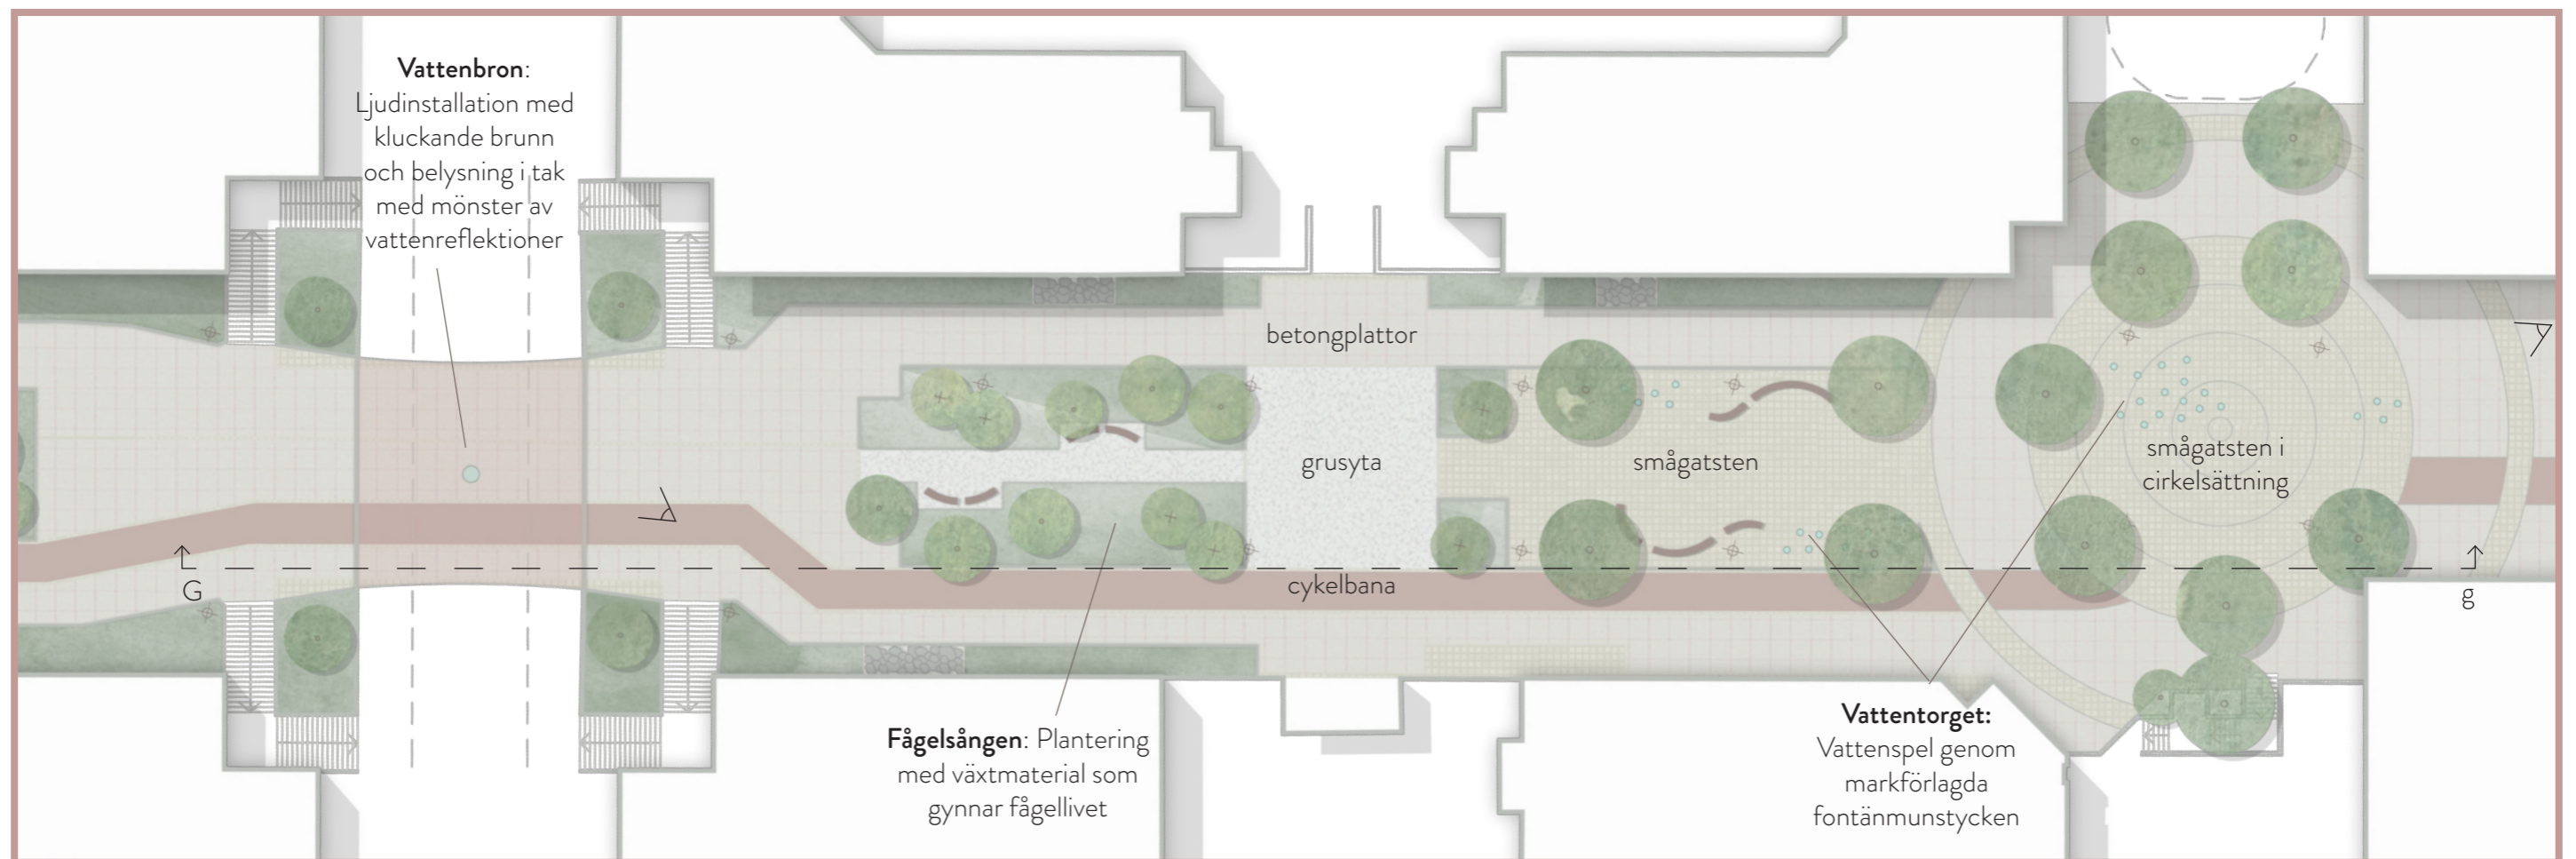 Vattenbron:
Ljudinstallation med
kluckande brunn
och belysning i tak
med mönster av
vattenreflektioner
betongplattor
grusyta
smågatsten
smågatsten i
cirkelsättning
cykelbana
G
g
Fågelsången: Plantering
med växtmaterial som
gynnar fågellivet
Vattentorget:
Vattenspel genom
markförlagda
fontänmunstycken